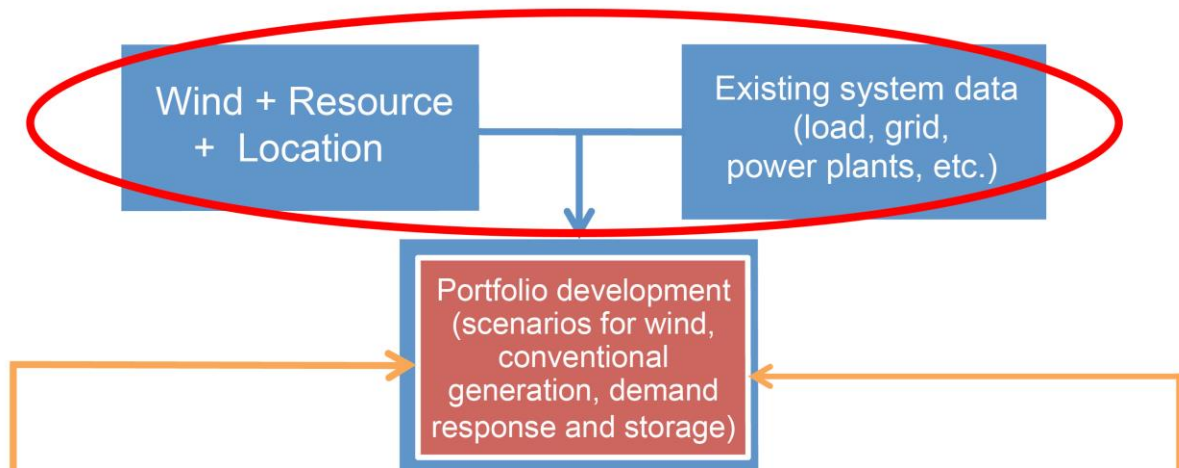 Wind + Resource
+ Location
Existing system data
(load, grid,
power plants, etc.)
Portfolio development
(scenarios for wind,
conventional
generation, demand
response and storage)